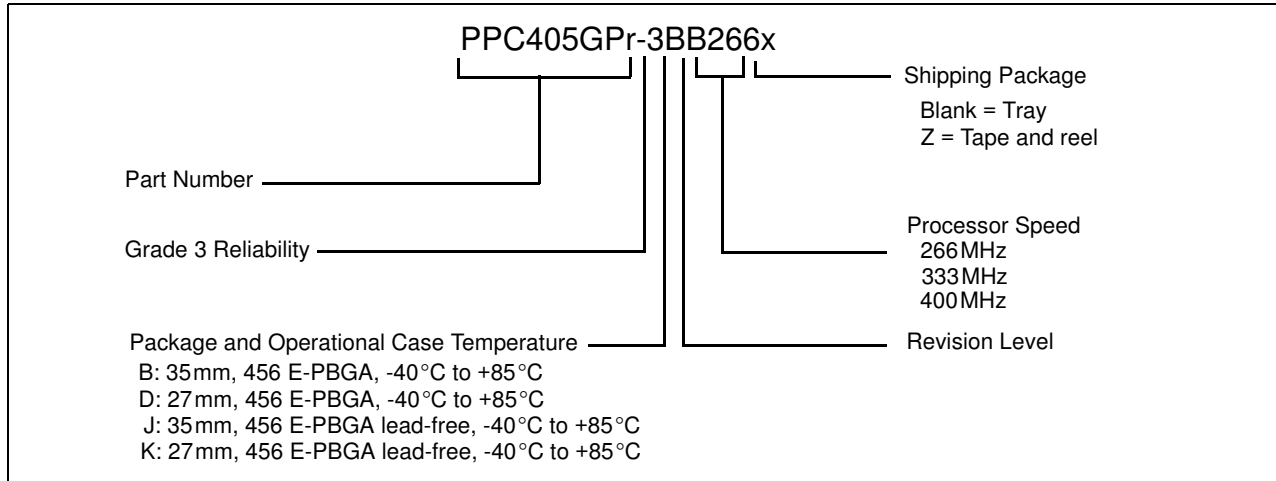 PPC405GPr-3BB266x
Shipping Package
Blank = Tray
Z = Tape and reel
Part Number
Processor Speed
266MHz
333MHz
400MHz
Grade 3 Reliability
Package and Operational Case Temperature
B: 35mm, 456 E-PBGA, -40°C to +85°C
D: 27mm, 456 E-PBGA, -40°C to +85°C
J: 35mm, 456 E-PBGA lead-free, -40°C to +85°C
K: 27mm, 456 E-PBGA lead-free, -40°C to +85°C
Revision Level